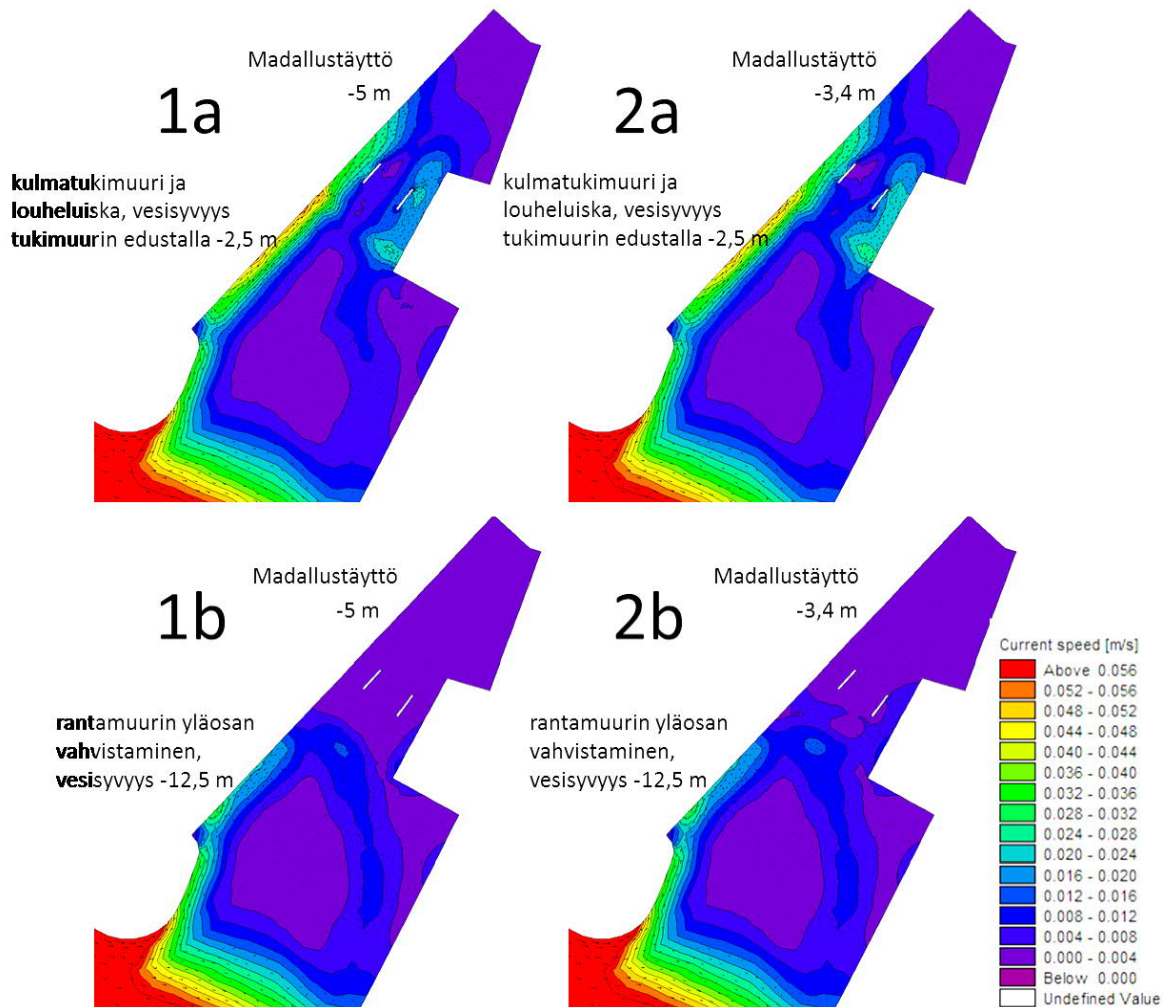 Madallustäyttö
-5 m
1a
kulmatukimuuri ja
louheluiska, vesisyvyys
tukimuurin edustalla -2,5 m
Madallustäyttö
-3,4 m
2a
kulmatukimuuri ja
louheluiska, vesisyvyys
tukimuurin edustalla -2,5 m
Madallustäyttö
-5 m
1b
rantamuurin yläosan
vahvistaminen,
vesisyvyys -12,5 m
Madallustäyttö
-3,4 m
2b
rantamuurin yläosan
vahvistaminen,
vesisyvyys -12,5 m
Current speed [m/s]
Above 0.056
0.052 - 0.056
0.048 - 0.052
0.044 - 0.048
0.040 - 0.044
0.036 - 0.040
0.032 - 0.036
0.028 - 0.032
0.024 - 0.028
0.020 - 0.024
0.016 - 0.020
0.012 - 0.016
0.008 - 0.012
0.004 - 0.008
0.000 - 0.004
Below 0.000
Undefined Value